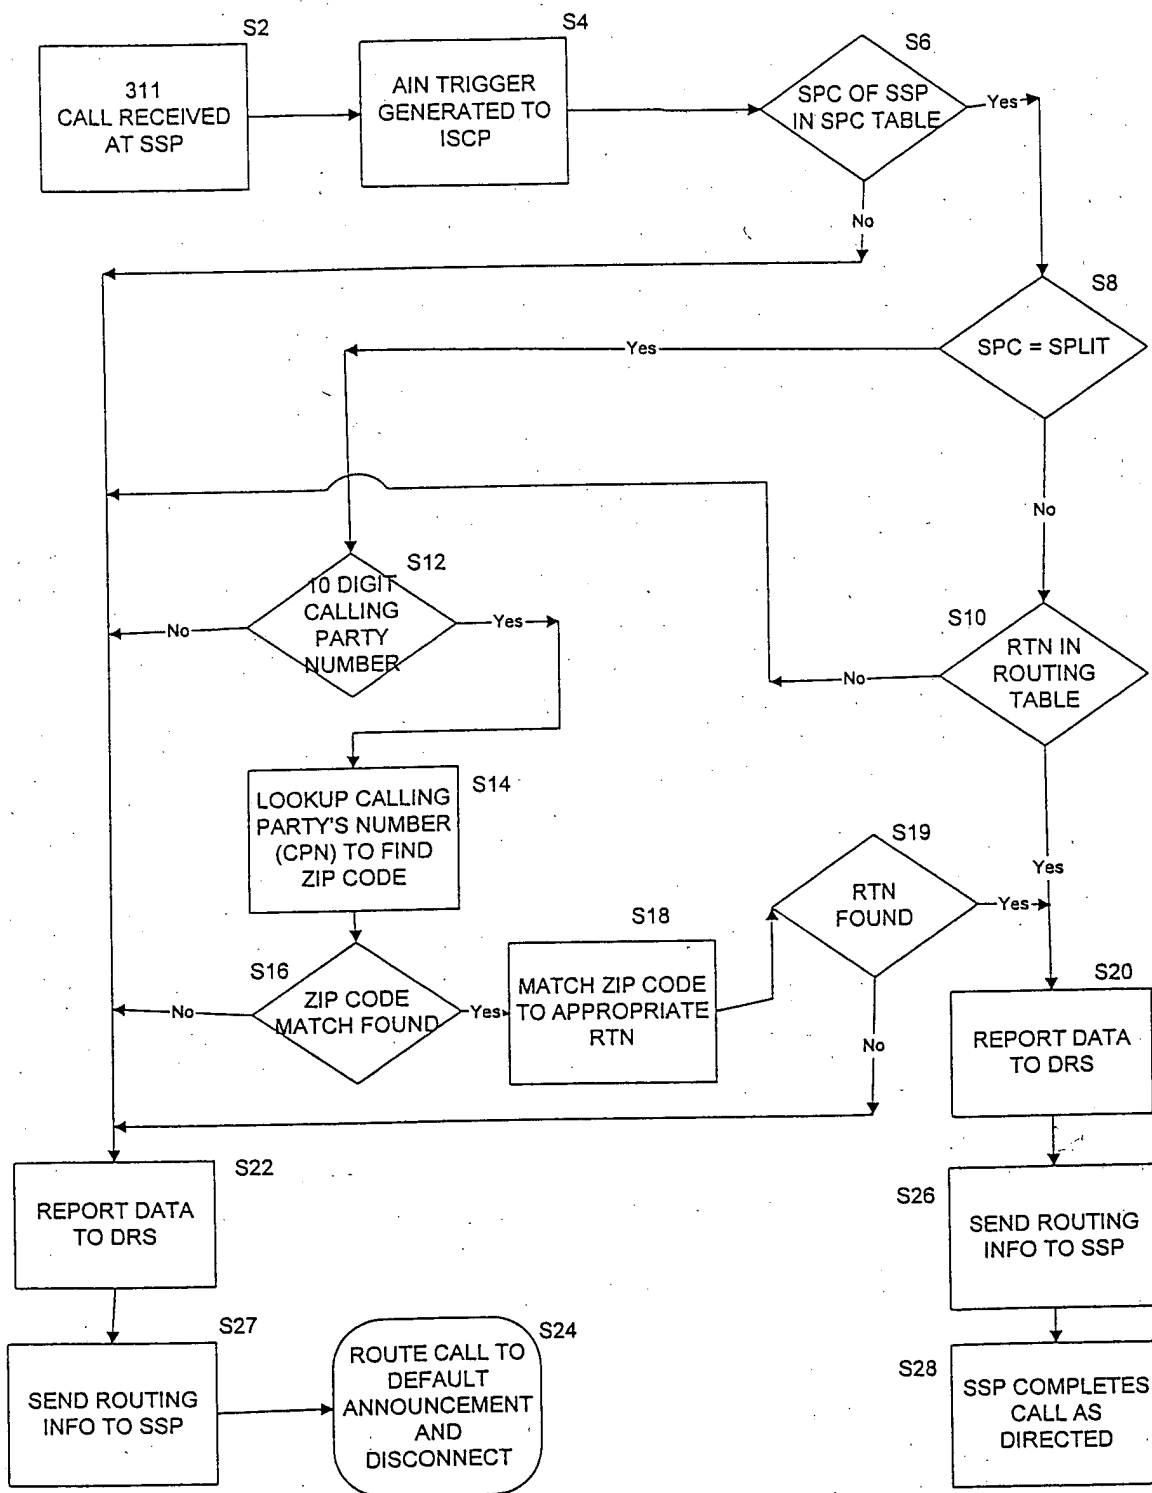 S2
311
CALL RECEIVED
AT SSP
S4
AIN TRIGGER
GENERATED TO
ISCP
S6
SPC OF SSP
IN SPC TABLE
Yes
No
S8
SPC = SPLIT
Yes
No
S12
10 DIGIT
CALLING
PARTY
NUMBER
No
Yes
S10
RTN IN
ROUTING
TABLE
No
Yes
S14
LOOKUP CALLING
PARTY'S NUMBER
(CPN) TO FIND
ZIP CODE
S16
ZIP CODE
MATCH FOUND
No
Yes
S18
MATCH ZIP CODE
TO APPROPRIATE
RTN
S19
RTN
FOUND
Yes
No
S20
REPORT DATA
TO DRS
S22
REPORT DATA
TO DRS
S26
SEND ROUTING
INFO TO SSP
S27
SEND ROUTING
INFO TO SSP
S24
ROUTE CALL TO
DEFAULT
ANNOUNCEMENT
AND
DISCONNECT
S28
SSP COMPLETES
CALL AS
DIRECTED